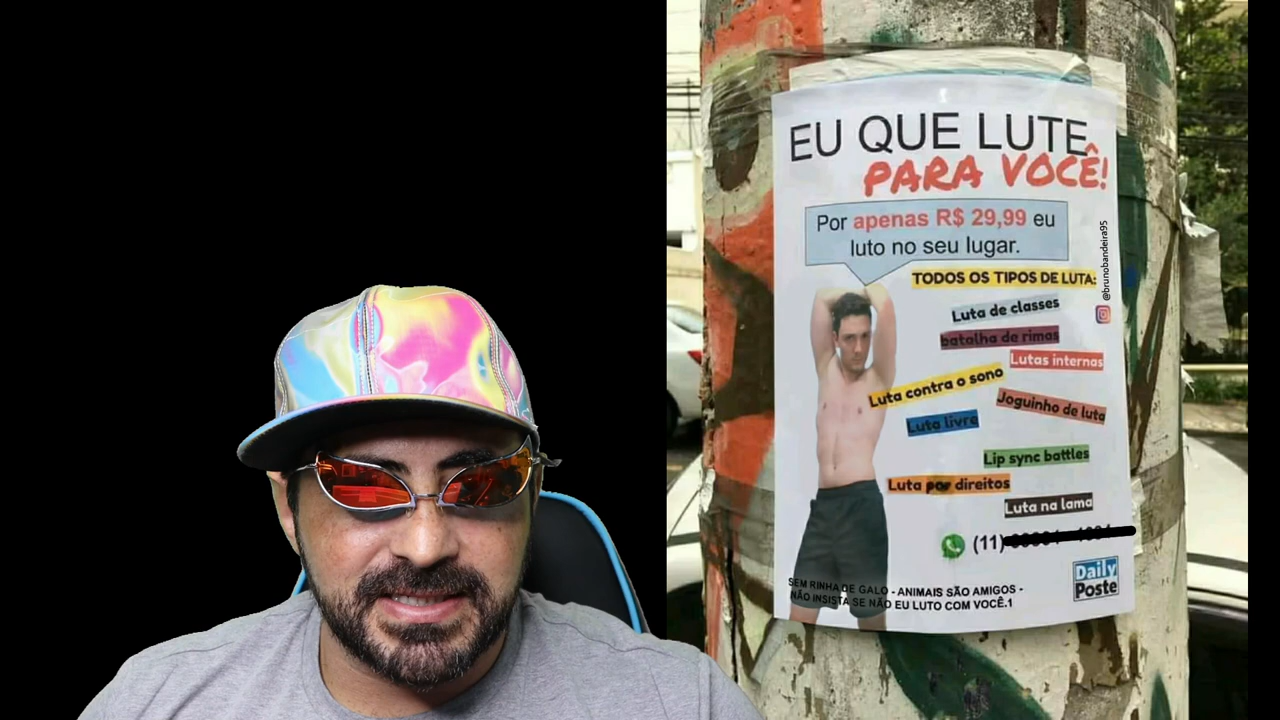 EU QUE LUTE
PARA VOCÊ!
Por apenas R$ 29,99 eu
luto no seu lugar.
@brunobandeira95
TODOS OS TIPOS DE LUTA:
Luta de classes
batalha de rimas
Lutas internas
Luta contra o sono
Joguinho de luta
Luta livre
Lip sync battles
Luta por direitos
Luta na lama
(11)
Daily
Poste
SEM RINHA DE GALO - ANIMAIS SÃO AMIGOS -
NÃO INSISTA SE NÃO EU LUTO COM VOCÊ.1